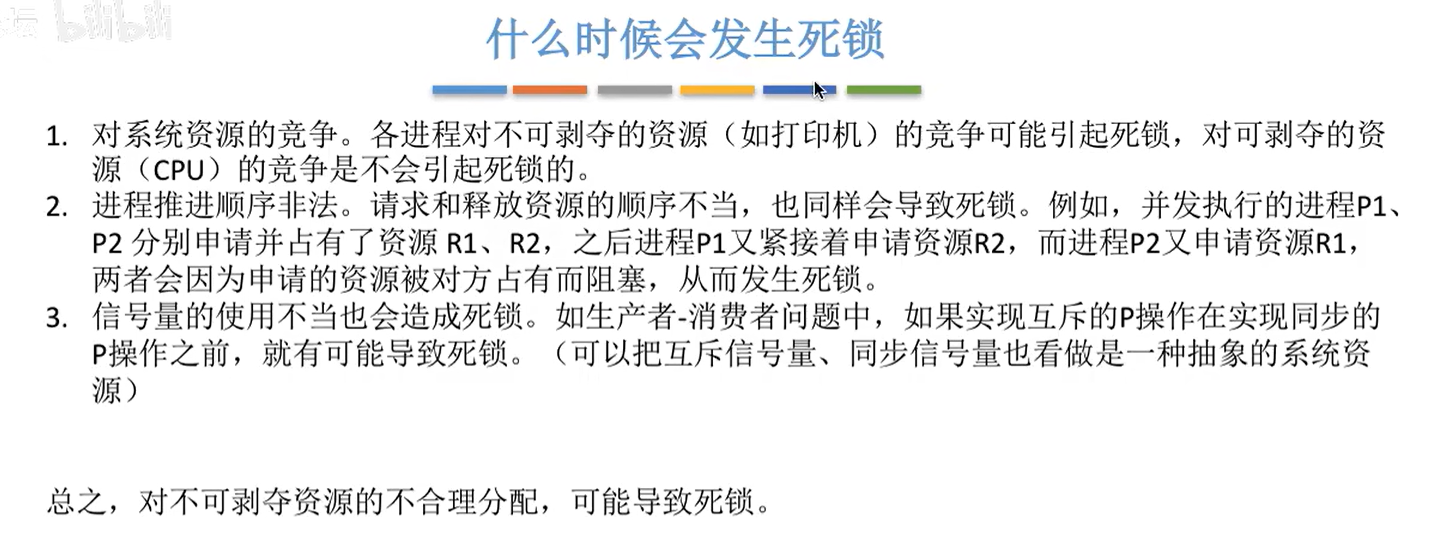 坛 bilibili
什么时候会发生死锁
1. 对系统资源的竞争。各进程对不可剥夺的资源（如打印机）的竞争可能引起死锁，对可剥夺的资
源（CPU）的竞争是不会引起死锁的。
2. 进程推进顺序非法。请求和释放资源的顺序不当，也同样会导致死锁。例如，并发执行的进程P1、
P2 分别申请并占有了资源 R1、R2，之后进程P1又紧接着申请资源R2，而进程P2又申请资源R1，
两者会因为申请的资源被对方占有而阻塞，从而发生死锁。
3. 信号量的使用不当也会造成死锁。如生产者-消费者问题中，如果实现互斥的P操作在实现同步的
P操作之前，就有可能导致死锁。（可以把互斥信号量、同步信号量也看做是一种抽象的系统资
源）
总之，对不可剥夺资源的不合理分配，可能导致死锁。